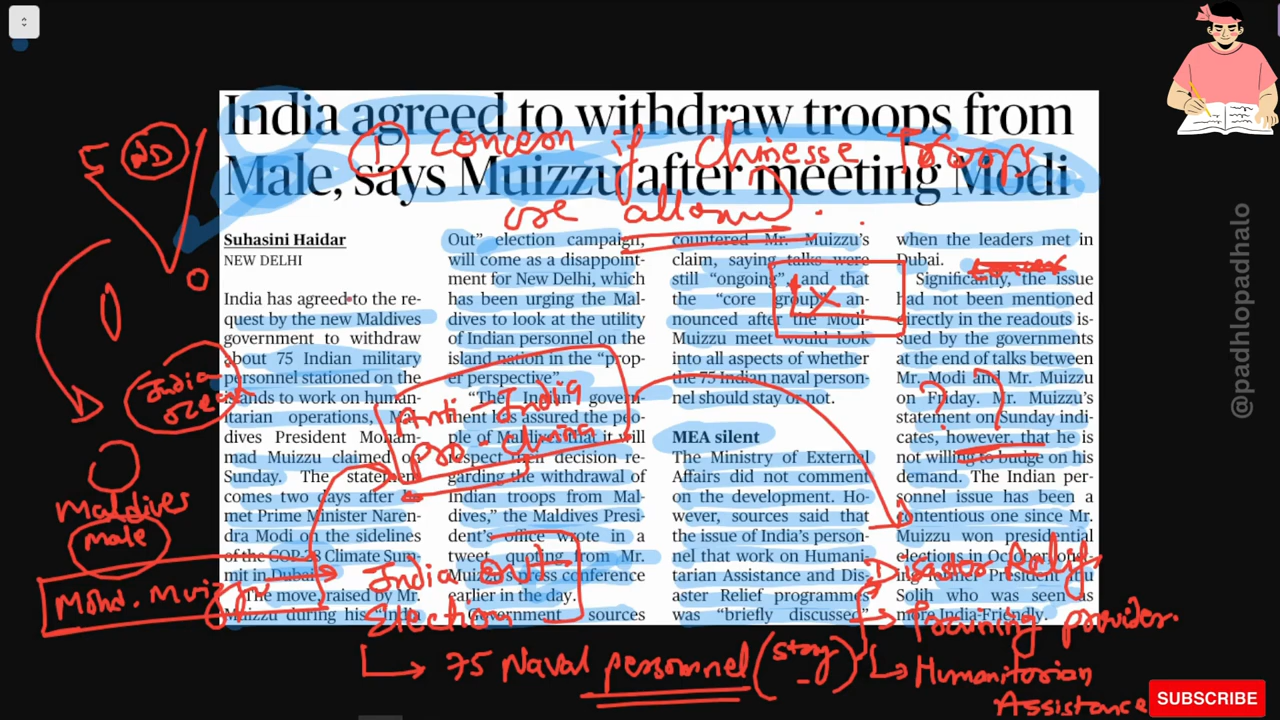 India agreed to withdraw troops from
Male, says Muizzu after meeting Modi
Suhasini Haidar
NEW DELHI
India has agreed to the re-
quest by the new Maldives
government to withdraw
about 75 Indian military
personnel stationed on the
islands to work on human-
itarian operations, Mal-
dives President Moham-
mad Muizzu claimed on
Sunday. The statement
comes two days after he
met Prime Minister Naren-
dra Modi on the sidelines
of the COP-28 Climate Sum-
mit in Dubai.
The move, raised by Mr.
Muizzu during his
Out” election campaign,
will come as a disappoint-
ment for New Delhi, which
has been urging the Mal-
dives to look at the utility
of Indian personnel on the
island nation in the “prop-
er perspective”.
“The Indian govern-
ment has assured the peo-
ple of Maldives that it will
respect their decision re-
garding the withdrawal of
Indian troops from Mal-
dives,” the Maldives Presi-
dent's office wrote in a
tweet quoting from Mr.
Muizzu's press conference
earlier in the day.
Government sources
countered Mr. Muizzu's
claim, saying talks were
still “ongoing”, and that
the “core group” an-
nounced after the Modi-
Muizzu meet would look
into all aspects of whether
the 75 Indian naval person-
nel should stay or not.
MEA silent
The Ministry of External
Affairs did not comment
on the development. Ho-
wever, sources said that
the issue of India's person-
nel that work on Humani-
tarian Assistance and Dis-
aster Relief programmes
was “briefly discussed”
when the leaders met in
Dubai.
Significantly, the issue
had not been mentioned
directly in the readouts is-
sued by the governments
at the end of talks between
Mr. Modi and Mr. Muizzu
on Friday. Mr. Muizzu's
statement on Sunday indi-
cates, however, that he is
not willing to budge on his
demand. The Indian per-
sonnel issue has been a
contentious one since Mr.
Muizzu won presidential
elections in October,
former President
Solih who was seen as
more India-Friendly.
① concern if Chinesse Troops
use allow
ND
India
Maldives
male
Mohd. Muiz
Anti-India
Pro-
India Out
Election
75 Naval personnel (stay)
Relief
provider
Humanitorian
Assistance
@padhlopadhalo
SUBSCRIBE